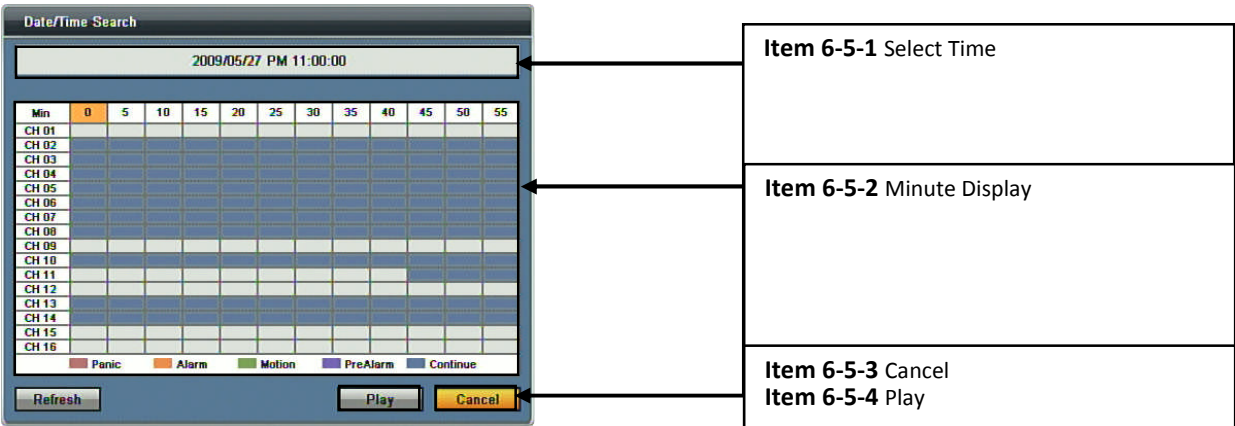 Date/Time Search
2009/05/27 PM 11:00:00
Min 0 5 10 15 20 25 30 35 40 45 50 55
CH 01
CH 02
CH 03
CH 04
CH 05
CH 06
CH 07
CH 08
CH 09
CH 10
CH 11
CH 12
CH 13
CH 14
CH 15
CH 16
Panic Alarm Motion PreAlarm Continue
Refresh Play Cancel
Item 6-5-1 Select Time
Item 6-5-2 Minute Display
Item 6-5-3 Cancel
Item 6-5-4 Play